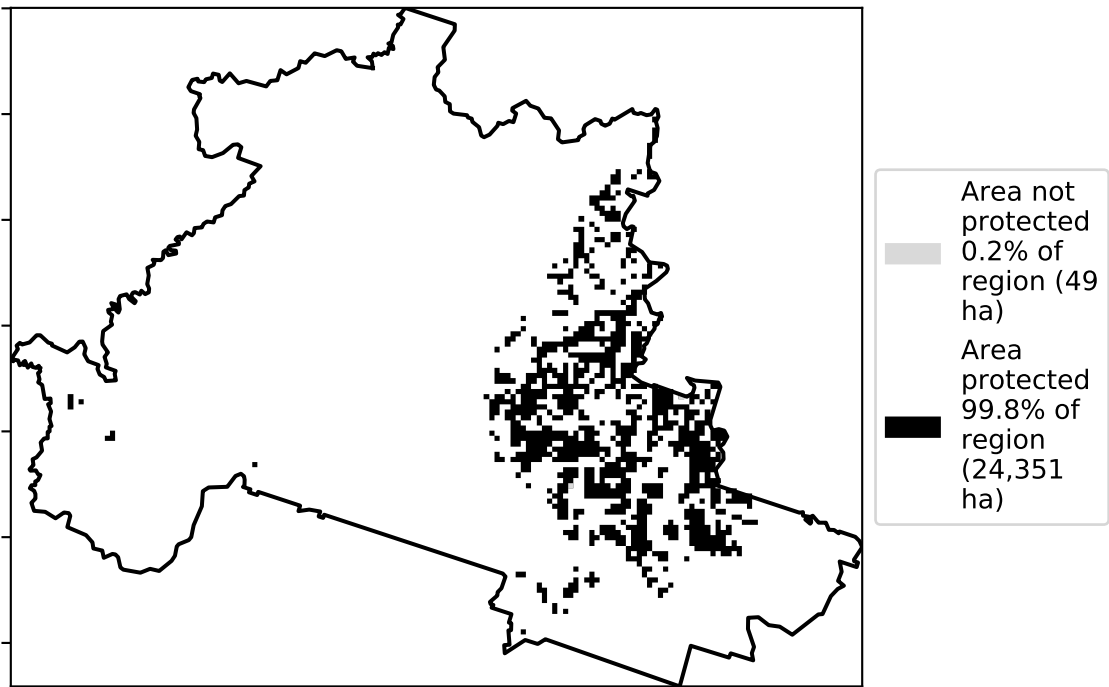 Area not
protected
0.2% of
region (49
ha)
Area
protected
99.8% of
region
(24,351
ha)